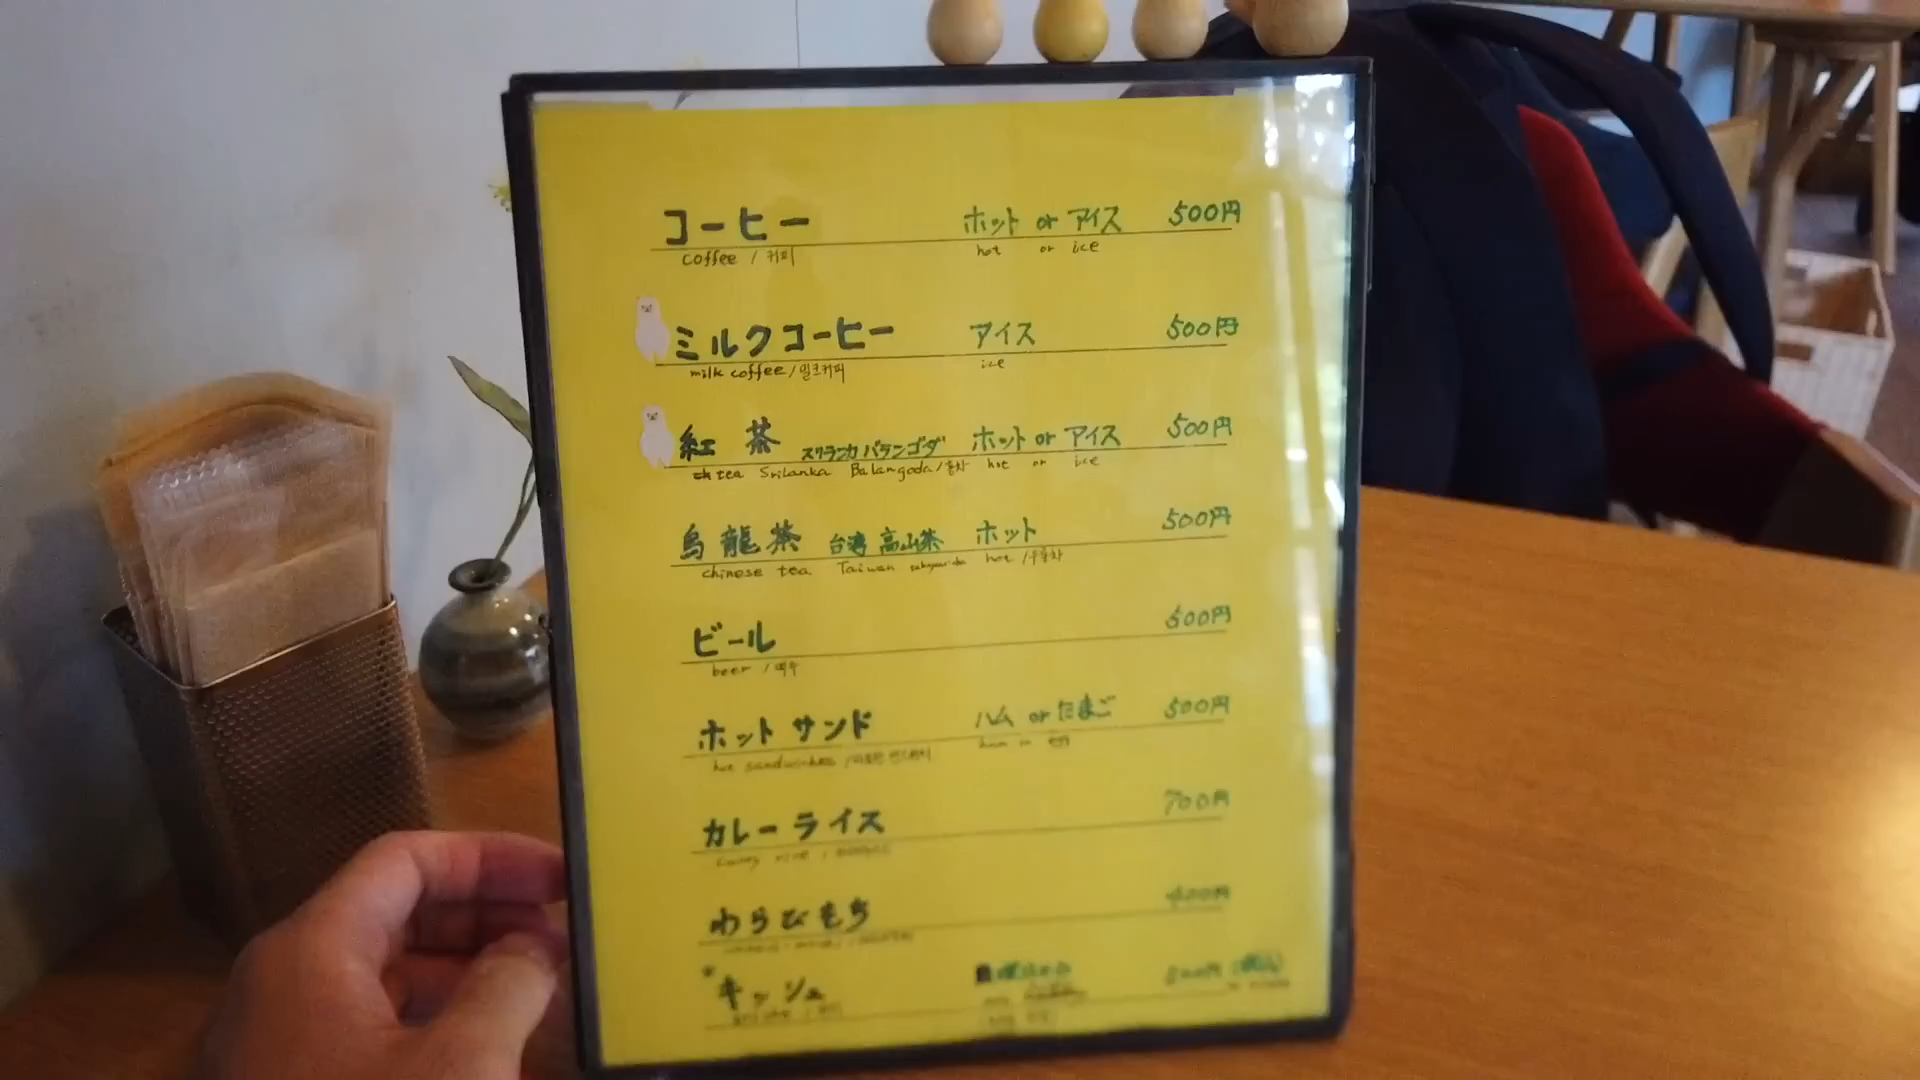 コーヒー ホット or アイス 500円
coffee / 커피 hot or ice
ミルクコーヒー アイス 500円
milk coffee / 밀크커피 ice
紅茶 スリランカ バランゴダ ホット or アイス 500円
tea Srilanka Balangoda / 홍차 hot or ice
烏龍茶 台湾 高山茶 ホット 500円
chinese tea Taiwan hot / 우롱차
ビール 500円
beer / 맥주
ホットサンド ハム or たまご 500円
hot sandwiches
カレーライス 700円
わらびもち 400円
*キッシュ